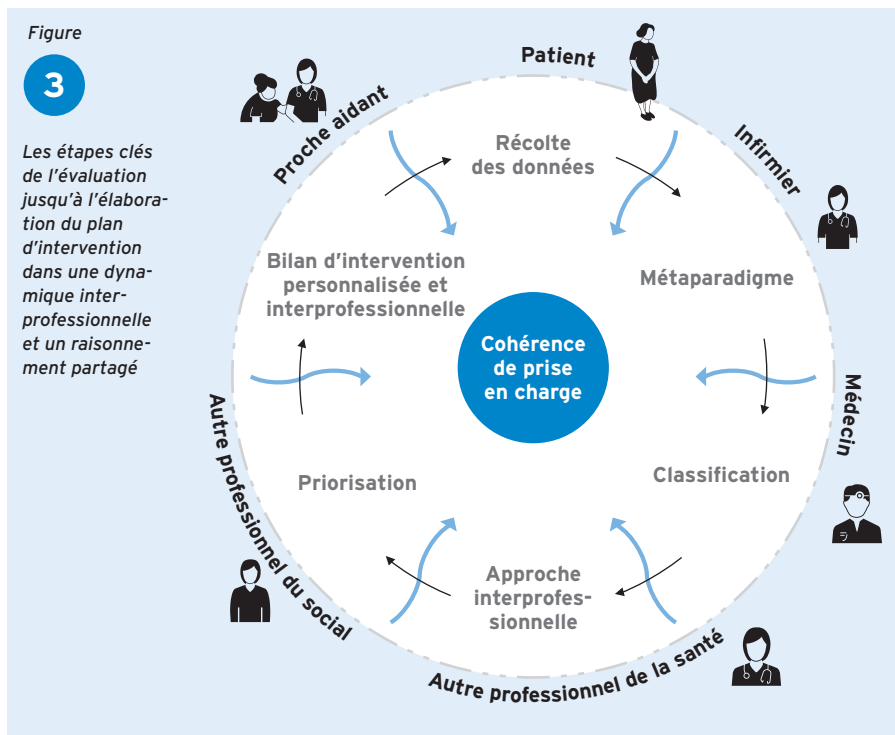 Figure
3
Les étapes clés
de l’évaluation
jusqu’à l’élabora-
tion du plan
d’intervention
dans une dyna-
mique inter-
professionnelle
et un raisonne-
ment partagé
Patient
Infirmier
Médecin
Autre professionnel de la santé
Autre professionnel du social
Proche aidant
Récolte
des données
Métaparadigme
Classification
Approche
interprofes-
sionnelle
Priorisation
Bilan d’intervention
personnalisée et
interprofessionnelle
Cohérence
de prise
en charge